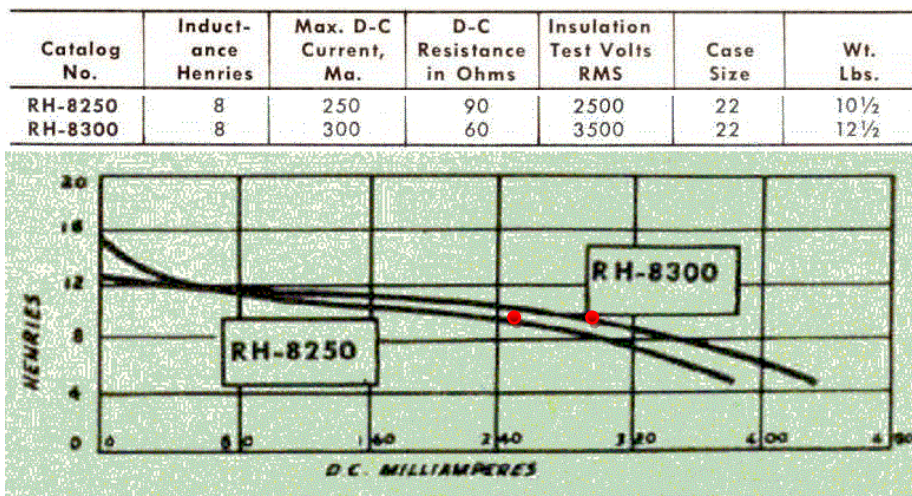 Catalog No. Induct-ance Henries Max. D-C Current, Ma. D-C Resistance in Ohms Insulation Test Volts RMS Case Size Wt. Lbs.
RH-8250 8 250 90 2500 22 10½
RH-8300 8 300 60 3500 22 12½
20
16
RH-8300
12
HENRIES
8
RH-8250
4
0 0 80 160 240 320 400 480
D.C. MILLIAMPERES